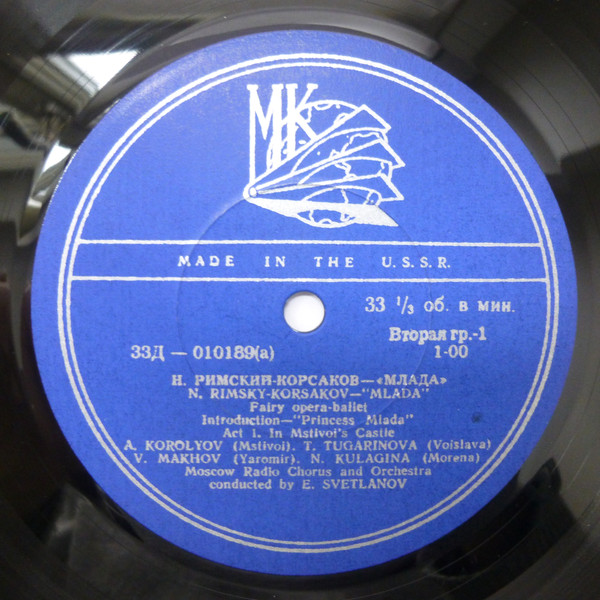 MK
MADE IN THE U.S.S.R.
33 1/3 об. в мин.
Вторая гр.-1
33Д — 010189(а) 1-00
Н. РИМСКИЙ-КОРСАКОВ—«МЛАДА»
N. RIMSKY-KORSAKOV—"MLADA"
Fairy opera-ballet
Introduction—"Princess Mlada"
Act 1. In Mstivoi's Castle
A. KOROLYOV (Mstivoi). T. TUGARINOVA (Voislava)
V. MAKHOV (Yaromir). N. KULAGINA (Morena)
Moscow Radio Chorus and Orchestra
conducted by E. SVETLANOV